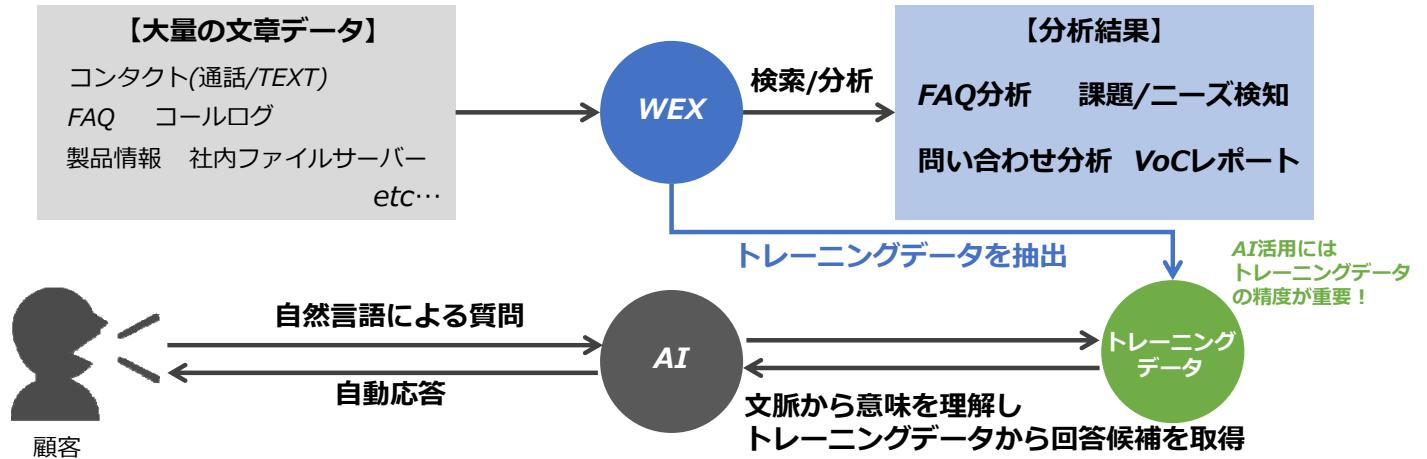 【大量の文章データ】
コンタクト(通話/TEXT)
FAQ コールログ
製品情報 社内ファイルサーバー
etc…
WEX
検索/分析
【分析結果】
FAQ分析 課題/ニーズ検知
問い合わせ分析 VoCレポート
トレーニングデータを抽出
AI活用には
トレーニングデータ
の精度が重要！
自然言語による質問
自動応答
顧客
AI
トレーニング
データ
文脈から意味を理解し
トレーニングデータから回答候補を取得